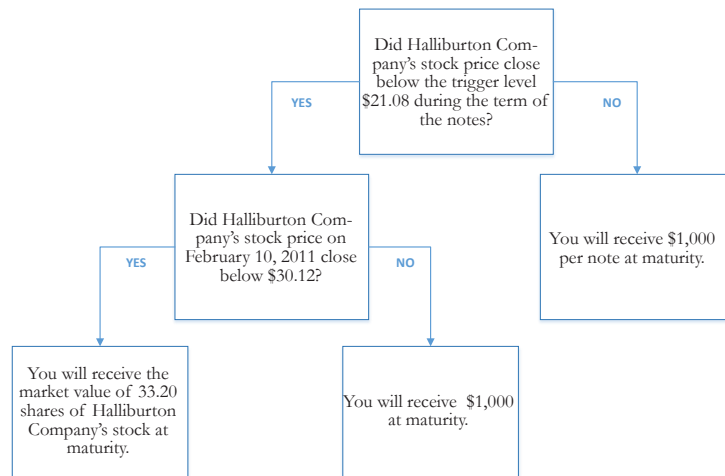 Did Halliburton Com-
pany's stock price close
below the trigger level
$21.08 during the term of
the notes?
YES
NO
Did Halliburton Com-
pany's stock price on
February 10, 2011 close
below $30.12?
You will receive $1,000
per note at maturity.
YES
NO
You will receive the
market value of 33.20
shares of Halliburton
Company's stock at
maturity.
You will receive $1,000
at maturity.